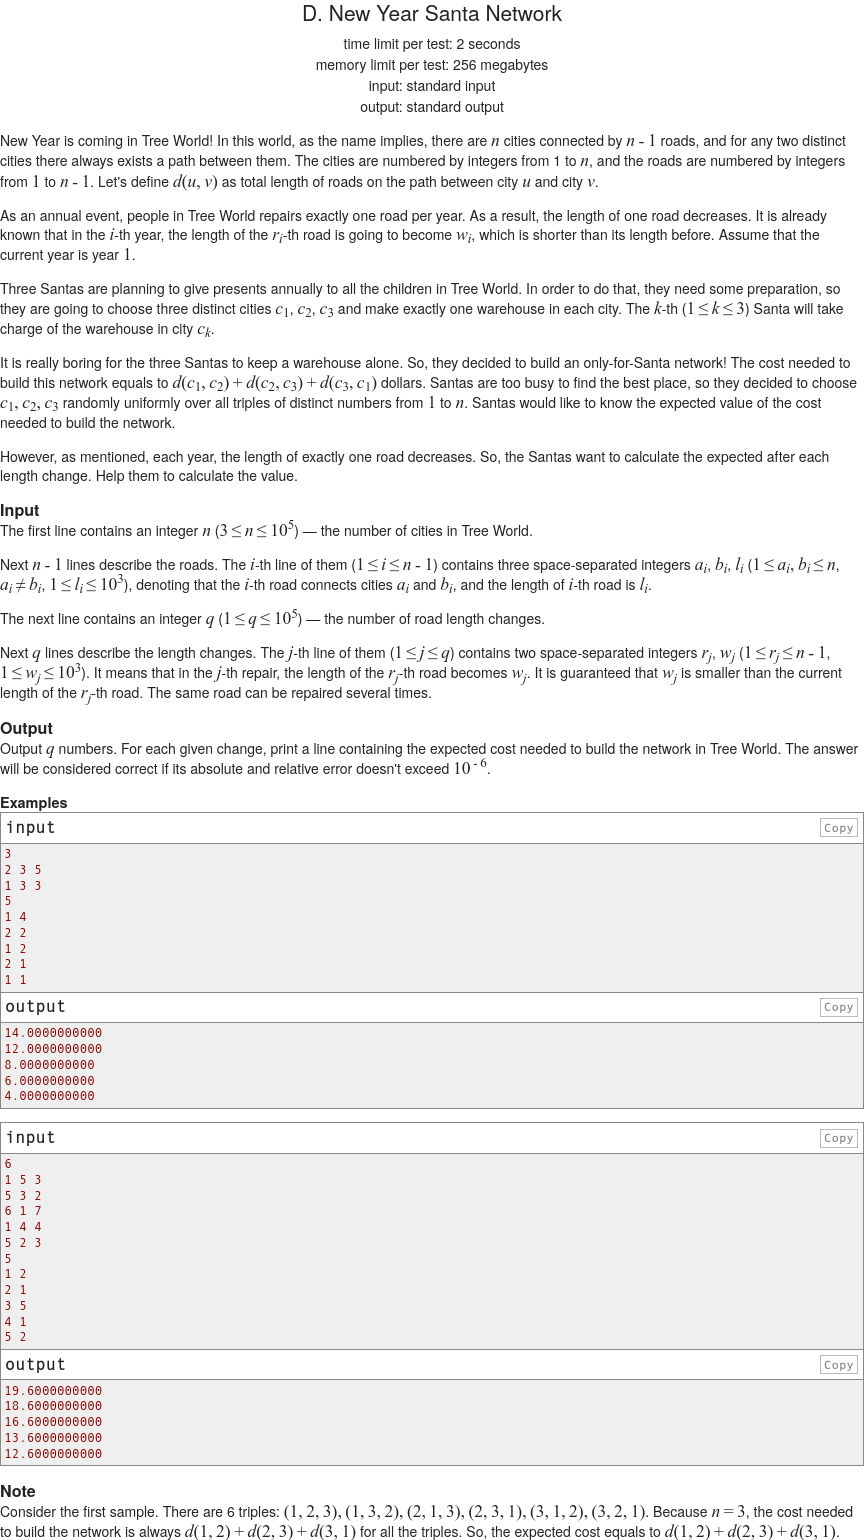 D. New Year Santa Network
time limit per test: 2 seconds
memory limit per test: 256 megabytes
input: standard input
output: standard output
New Year is coming in Tree World! In this world, as the name implies, there are n cities connected by n - 1 roads, and for any two distinct
cities there always exists a path between them. The cities are numbered by integers from 1 to n, and the roads are numbered by integers
from 1 to n - 1. Let's define d(u, v) as total length of roads on the path between city u and city v.
As an annual event, people in Tree World repairs exactly one road per year. As a result, the length of one road decreases. It is already
known that in the i-th year, the length of the r_i-th road is going to become w_i, which is shorter than its length before. Assume that the
current year is year 1.
Three Santas are planning to give presents annually to all the children in Tree World. In order to do that, they need some preparation, so
they are going to choose three distinct cities c_1, c_2, c_3 and make exactly one warehouse in each city. The k-th (1 ≤ k ≤ 3) Santa will take
charge of the warehouse in city c_k.
It is really boring for the three Santas to keep a warehouse alone. So, they decided to build an only-for-Santa network! The cost needed to
build this network equals to d(c_1, c_2) + d(c_2, c_3) + d(c_3, c_1) dollars. Santas are too busy to find the best place, so they decided to choose
c_1, c_2, c_3 randomly uniformly over all triples of distinct numbers from 1 to n. Santas would like to know the expected value of the cost
needed to build the network.
However, as mentioned, each year, the length of exactly one road decreases. So, the Santas want to calculate the expected after each
length change. Help them to calculate the value.
Input
The first line contains an integer n (3 ≤ n ≤ 10^5) — the number of cities in Tree World.
Next n - 1 lines describe the roads. The i-th line of them (1 ≤ i ≤ n - 1) contains three space-separated integers a_i, b_i, l_i (1 ≤ a_i, b_i ≤ n,
a_i ≠ b_i, 1 ≤ l_i ≤ 10^3), denoting that the i-th road connects cities a_i and b_i, and the length of i-th road is l_i.
The next line contains an integer q (1 ≤ q ≤ 10^5) — the number of road length changes.
Next q lines describe the length changes. The j-th line of them (1 ≤ j ≤ q) contains two space-separated integers r_j, w_j (1 ≤ r_j ≤ n - 1,
1 ≤ w_j ≤ 10^3). It means that in the j-th repair, the length of the r_j-th road becomes w_j. It is guaranteed that w_j is smaller than the current
length of the r_j-th road. The same road can be repaired several times.
Output
Output q numbers. For each given change, print a line containing the expected cost needed to build the network in Tree World. The answer
will be considered correct if its absolute and relative error doesn't exceed 10^-6.
Examples
input
Copy
3
2 3 5
1 3 3
5
1 4
2 2
1 2
2 1
1 1
output
Copy
14.0000000000
12.0000000000
8.0000000000
6.0000000000
4.0000000000
input
Copy
6
1 5 3
5 3 2
6 1 7
1 4 4
5 2 3
5
1 2
2 1
3 5
4 1
5 2
output
Copy
19.6000000000
18.6000000000
16.6000000000
13.6000000000
12.6000000000
Note
Consider the first sample. There are 6 triples: (1, 2, 3), (1, 3, 2), (2, 1, 3), (2, 3, 1), (3, 1, 2), (3, 2, 1). Because n = 3, the cost needed
to build the network is always d(1, 2) + d(2, 3) + d(3, 1) for all the triples. So, the expected cost equals to d(1, 2) + d(2, 3) + d(3, 1).